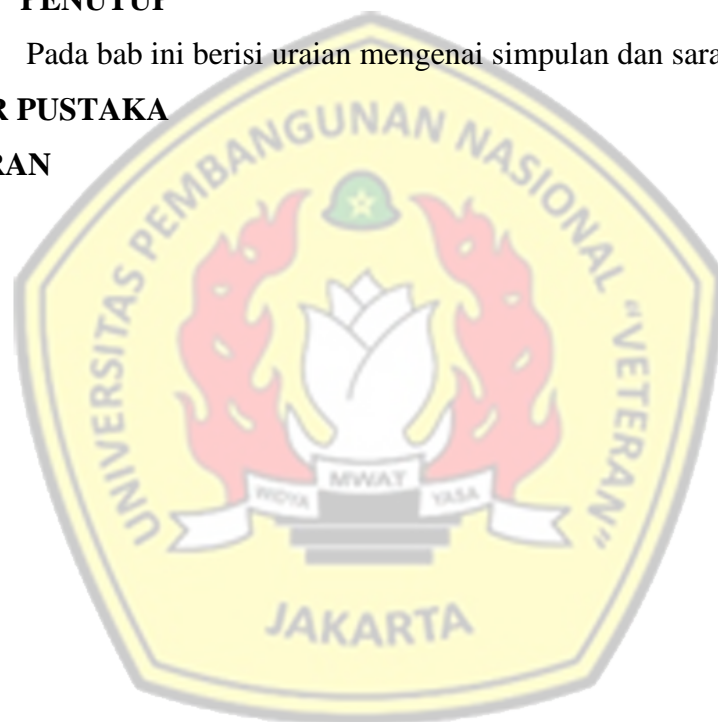 PENUTUP
Pada bab ini berisi uraian mengenai simpulan dan sara
R PUSTAKA
RAN
UNIVERSITAS PEMBANGUNAN NASIONAL "VETERAN"
WIDYA MWAT YASA
JAKARTA